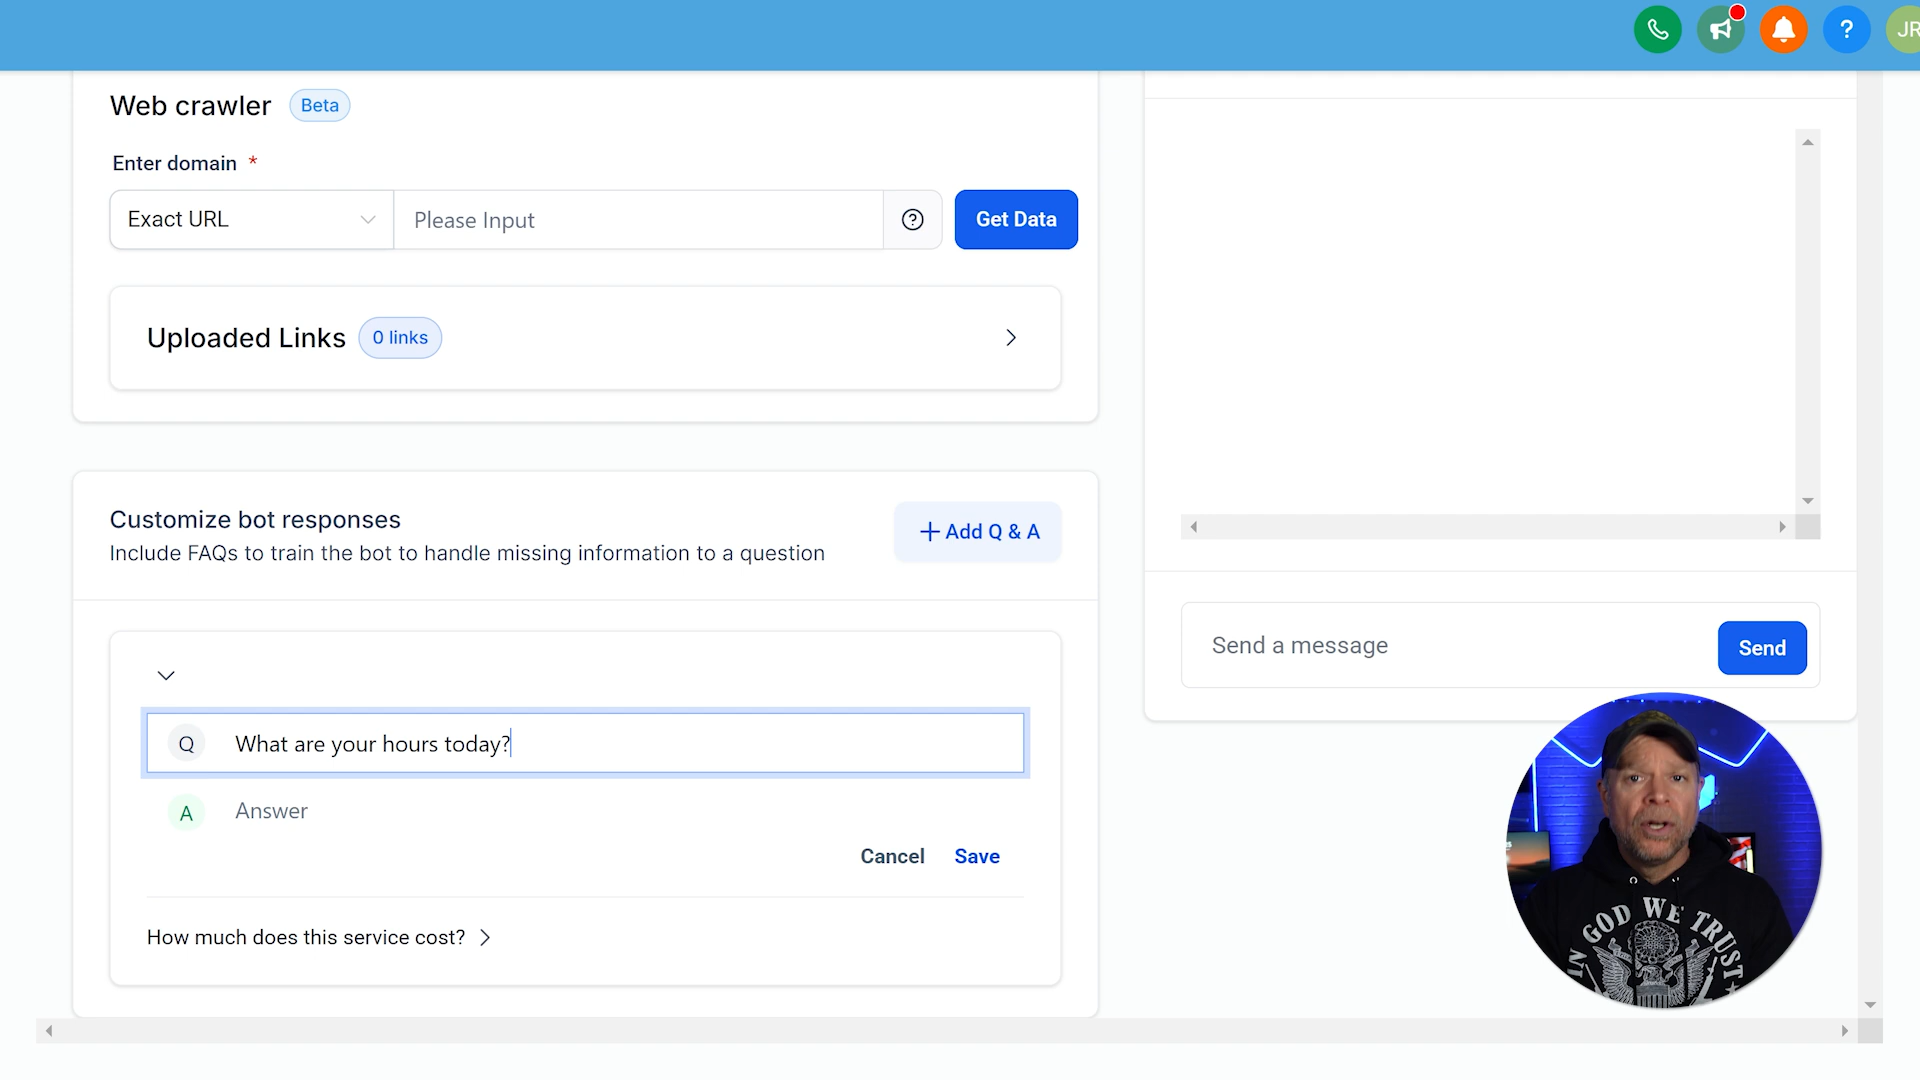 ?
JR
Web crawler Beta
Enter domain *
Exact URL Please Input Get Data
Uploaded Links 0 links
Customize bot responses
Include FAQs to train the bot to handle missing information to a question
+ Add Q & A
Q What are your hours today?
A Answer
Cancel Save
How much does this service cost?
Send a message Send
IN GOD WE TRUST